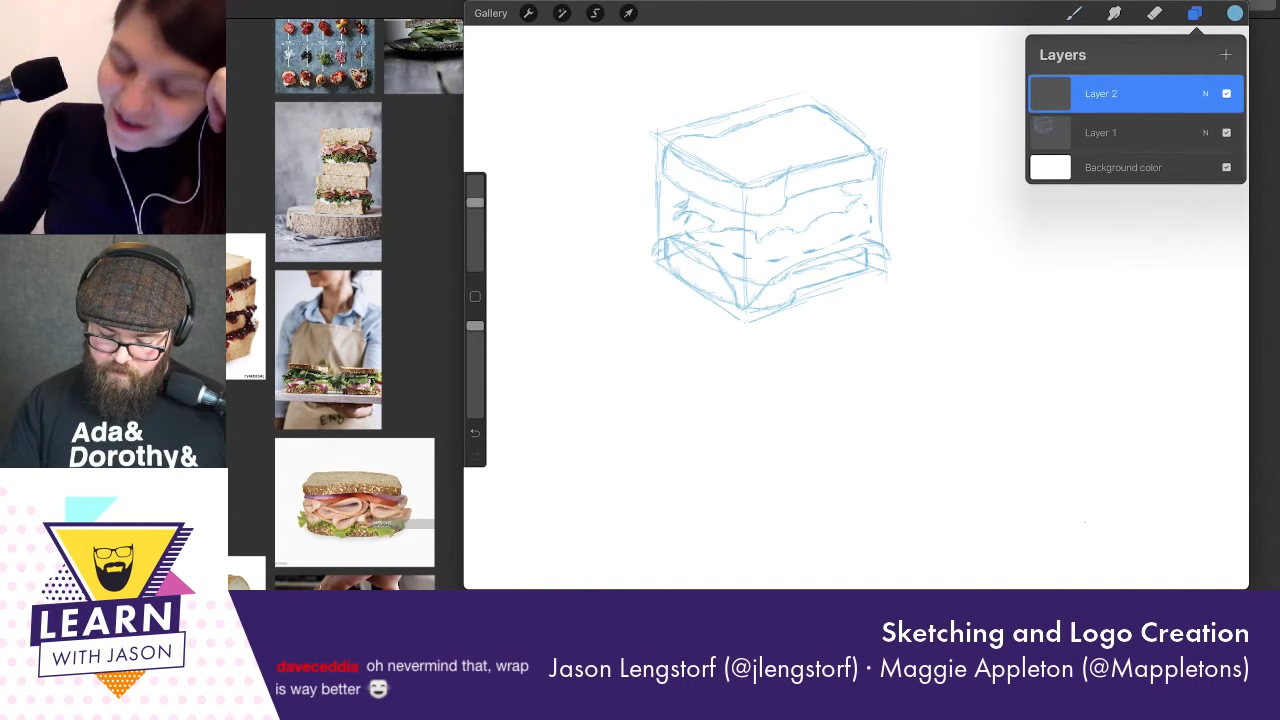 Gallery
Layers
Layer 2
N
Layer 1
N
Background color
Ada&
Dorothy&
LEARN
WITH JASON
daveceddia oh nevermind that, wrap
is way better
Sketching and Logo Creation
Jason Lengstorf (@jlengstorf) · Maggie Appleton (@Mappletons)